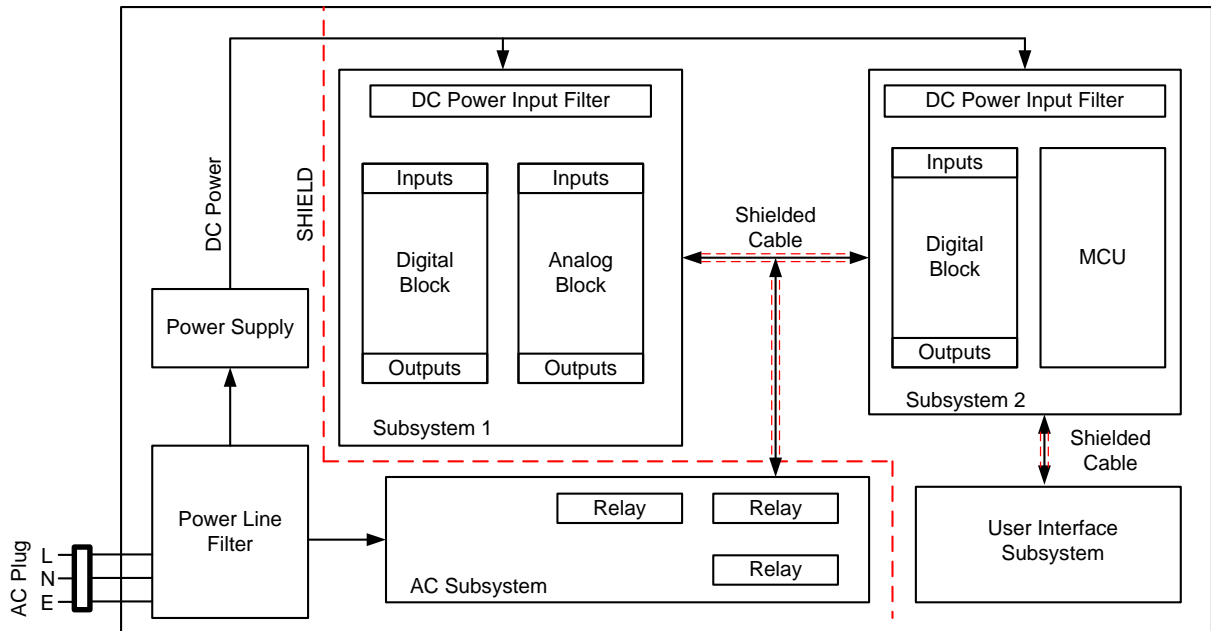 DC Power
SHIELD
DC Power Input Filter
Inputs
Digital
Block
Outputs
Inputs
Analog
Block
Outputs
Subsystem 1
Shielded
Cable
DC Power Input Filter
Inputs
Digital
Block
Outputs
MCU
Subsystem 2
Shielded
Cable
Power Supply
Power Line
Filter
AC Plug
L
N
E
Relay
Relay
Relay
AC Subsystem
User Interface
Subsystem